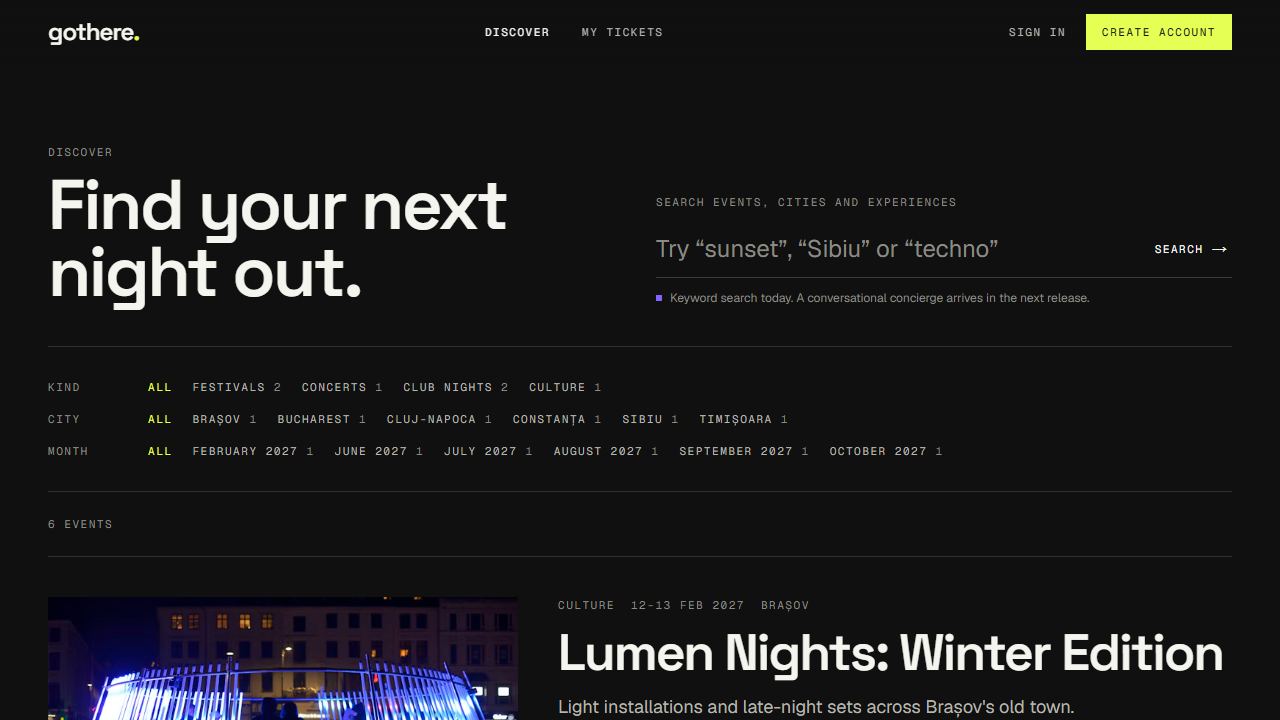 gothere.
DISCOVER MY TICKETS
SIGN IN CREATE ACCOUNT
DISCOVER
Find your next
night out.
SEARCH EVENTS, CITIES AND EXPERIENCES
Try “sunset”, “Sibiu” or “techno” SEARCH →
Keyword search today. A conversational concierge arrives in the next release.
KIND ALL FESTIVALS 2 CONCERTS 1 CLUB NIGHTS 2 CULTURE 1
CITY ALL BRAȘOV 1 BUCHAREST 1 CLUJ-NAPOCA 1 CONSTANȚA 1 SIBIU 1 TIMIȘOARA 1
MONTH ALL FEBRUARY 2027 1 JUNE 2027 1 JULY 2027 1 AUGUST 2027 1 SEPTEMBER 2027 1 OCTOBER 2027 1
6 EVENTS
CULTURE 12-13 FEB 2027 BRAȘOV
Lumen Nights: Winter Edition
Light installations and late-night sets across Brașov's old town.